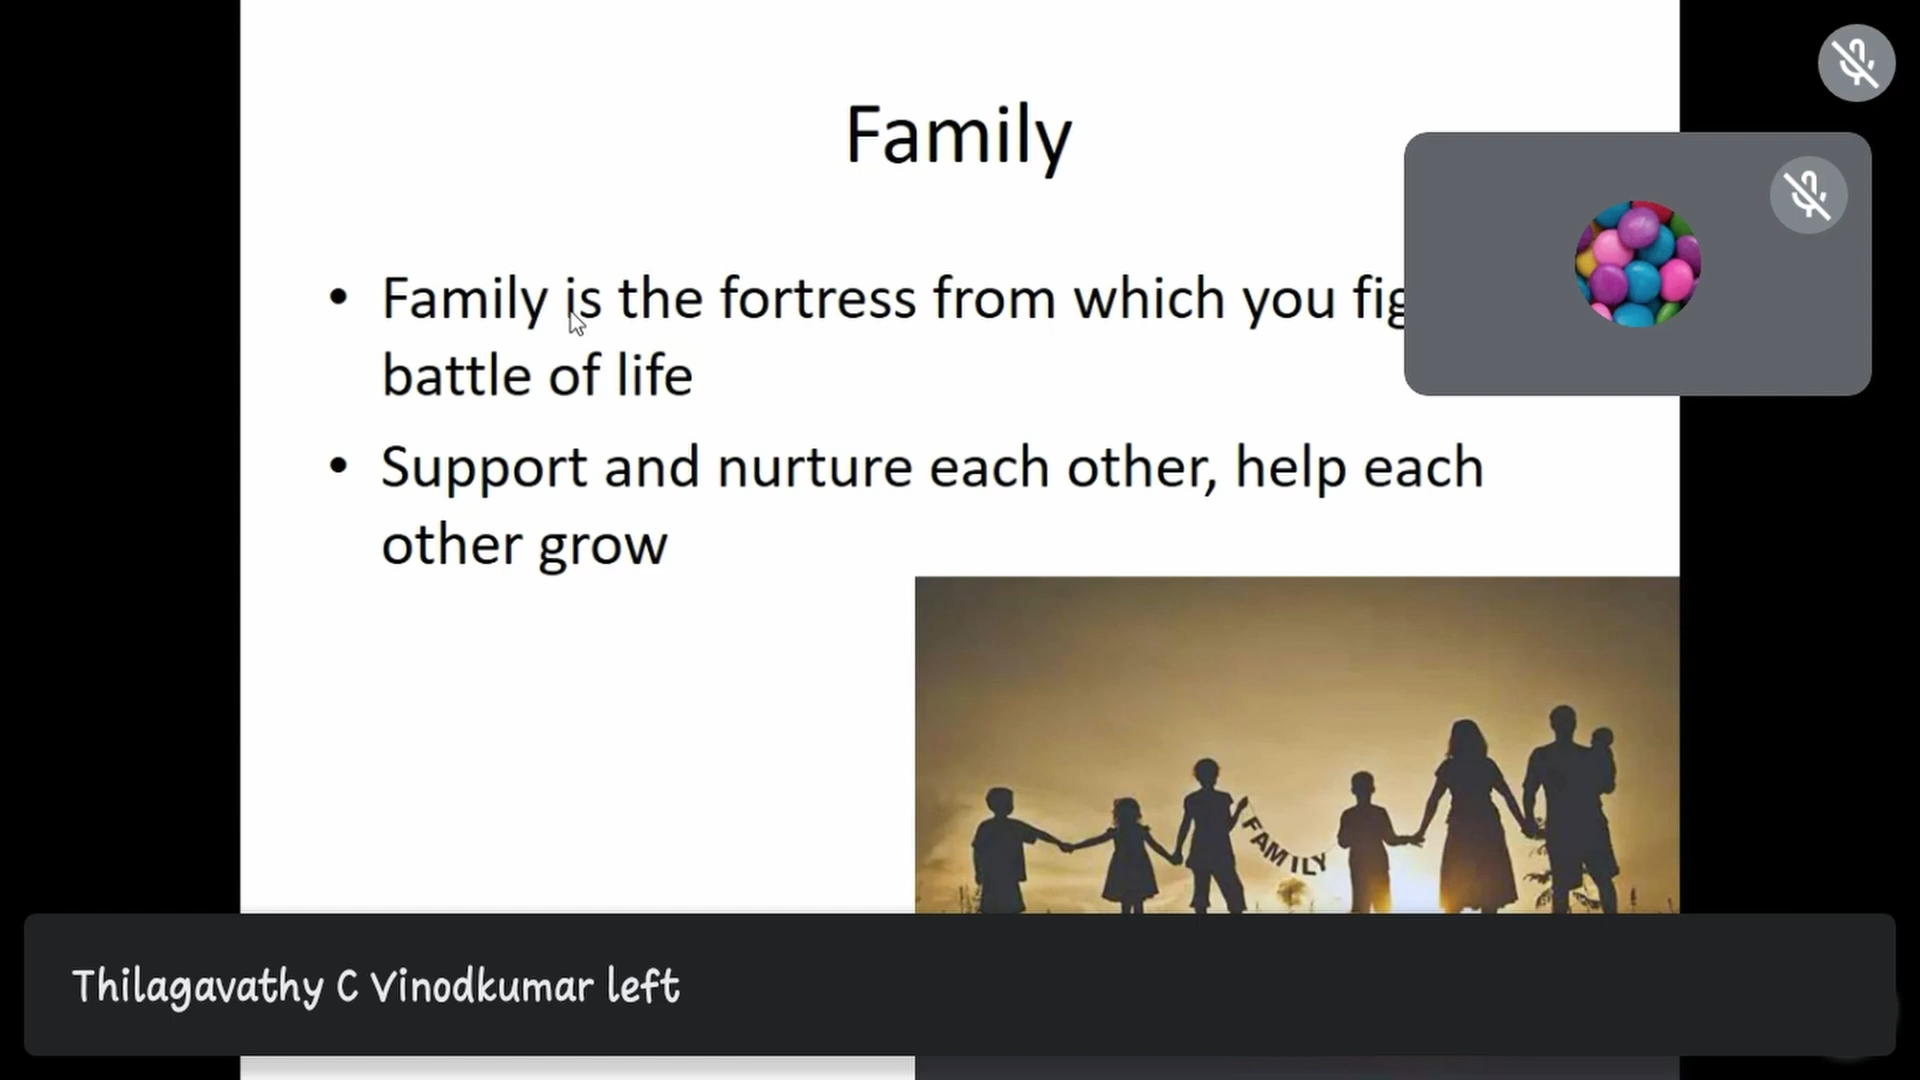 Family
• Family is the fortress from which you
battle of life
• Support and nurture each other, help each
other grow
FAMILY
Thilagavathy C Vinodkumar left